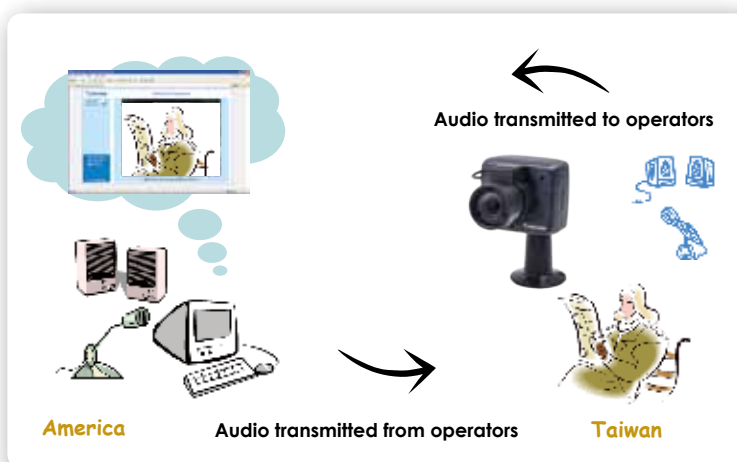 Audio transmitted to operators
America
Audio transmitted from operators
Taiwan